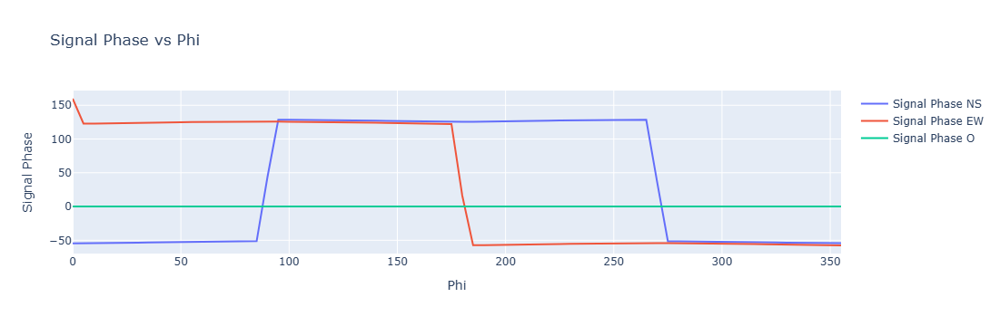 Signal Phase vs Phi
Signal Phase
150
100
50
0
−50
0 50 100 150 200 250 300 350
Phi
Signal Phase NS
Signal Phase EW
Signal Phase O